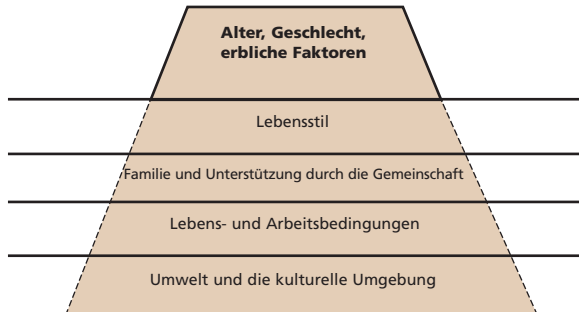 Alter, Geschlecht,
erbliche Faktoren
Lebensstil
Familie und Unterstützung durch die Gemeinschaft
Lebens- und Arbeitsbedingungen
Umwelt und die kulturelle Umgebung